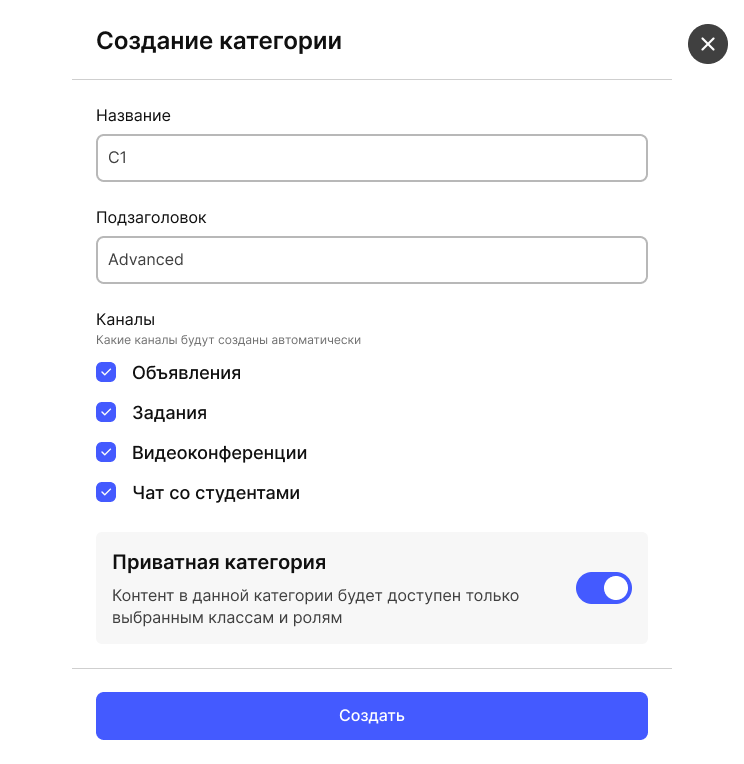 Создание категории
Название
C1
Подзаголовок
Advanced
Каналы
Какие каналы будут созданы автоматически
Объявления
Задания
Видеоконференции
Чат со студентами
Приватная категория
Контент в данной категории будет доступен только
выбранным классам и ролям
Создать